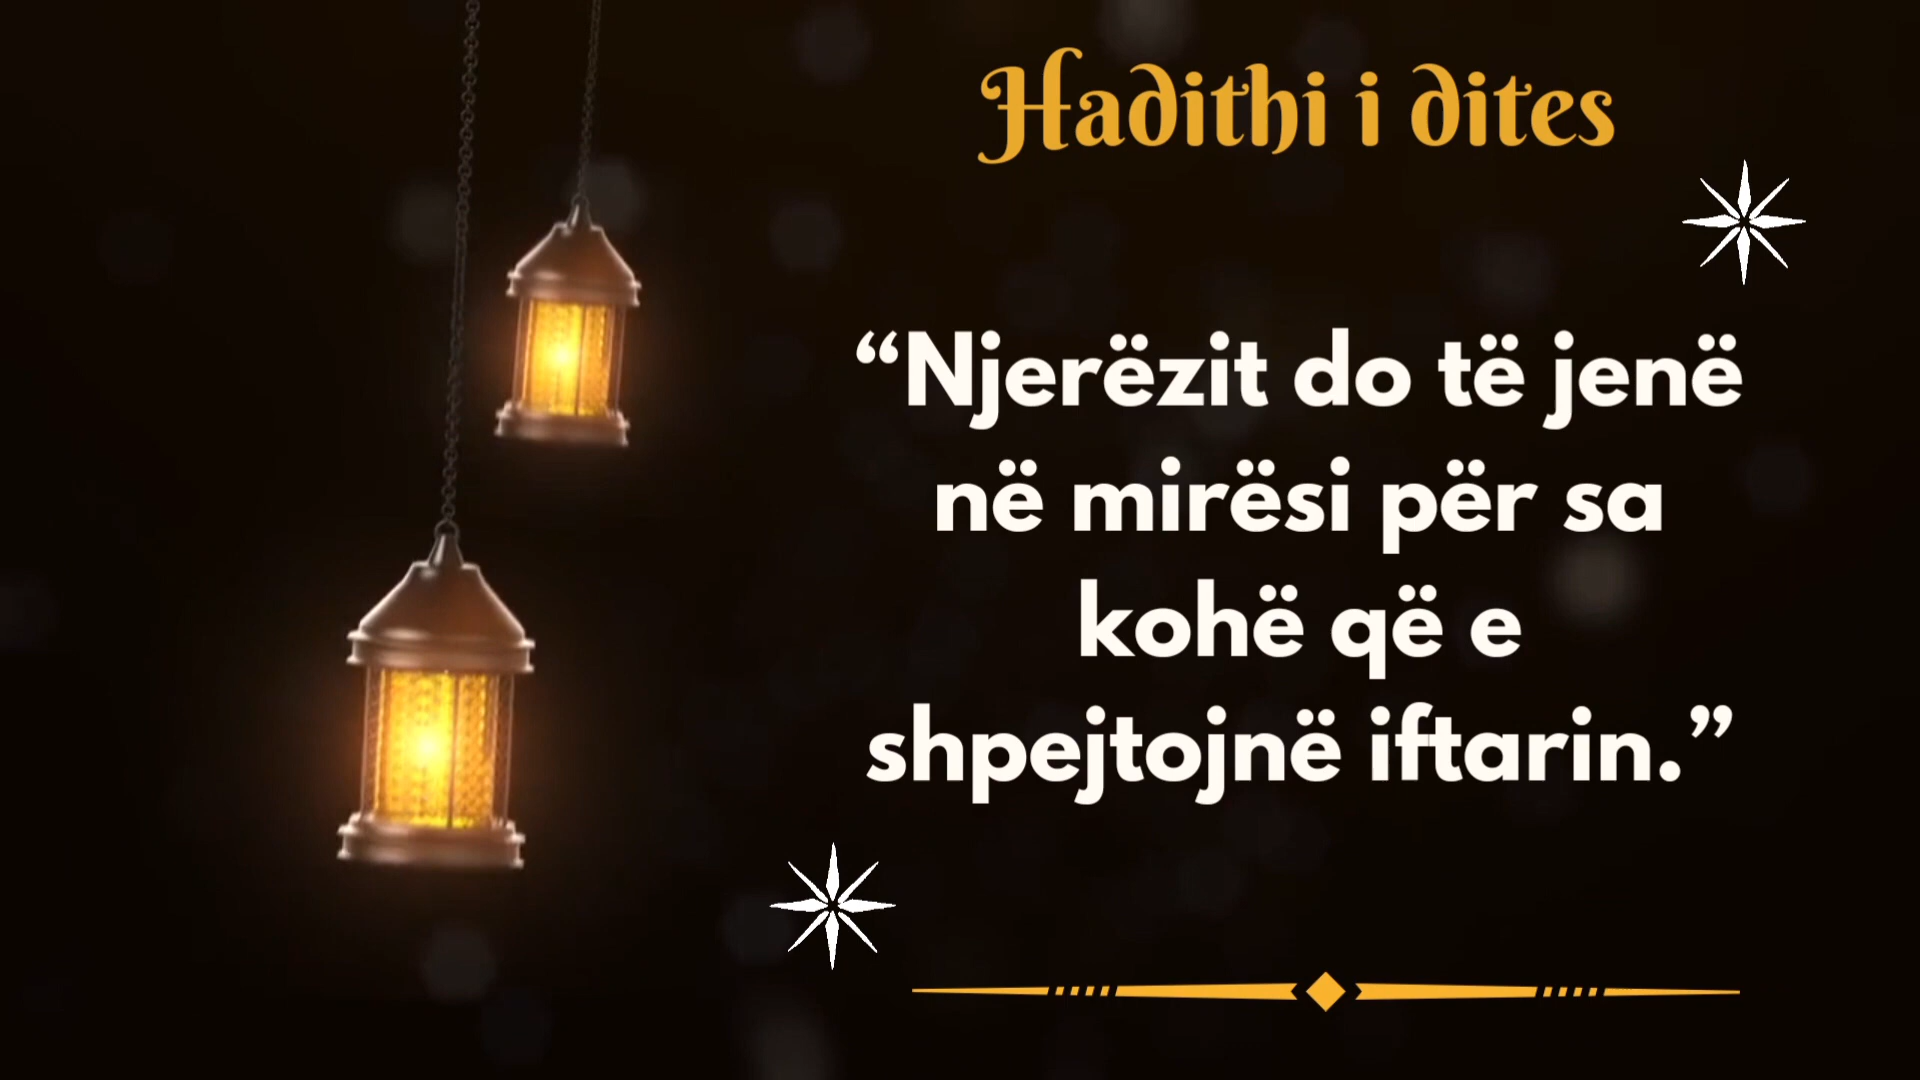 Hadithi i dites
“Njerëzit do të jenë
në mirësi për sa
kohë që e
shpejtojnë iftarin.”